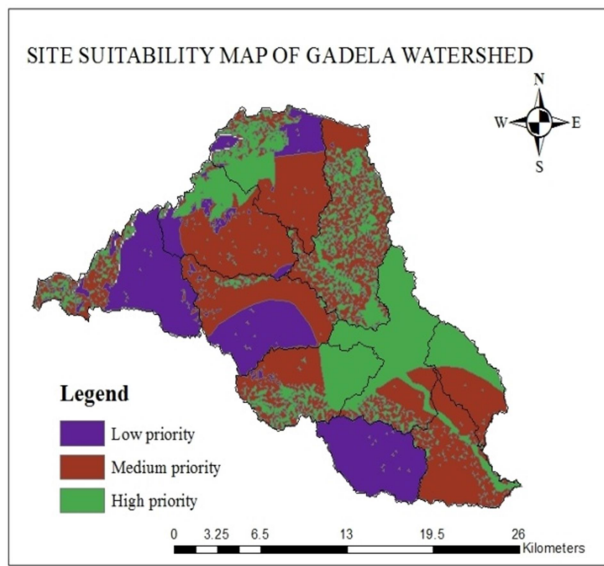 SITE SUITABILITY MAP OF GADELA WATERSHED
N
W E
S
Legend
Low priority
Medium priority
High priority
0 3.25 6.5 13 19.5 26
Kilometers